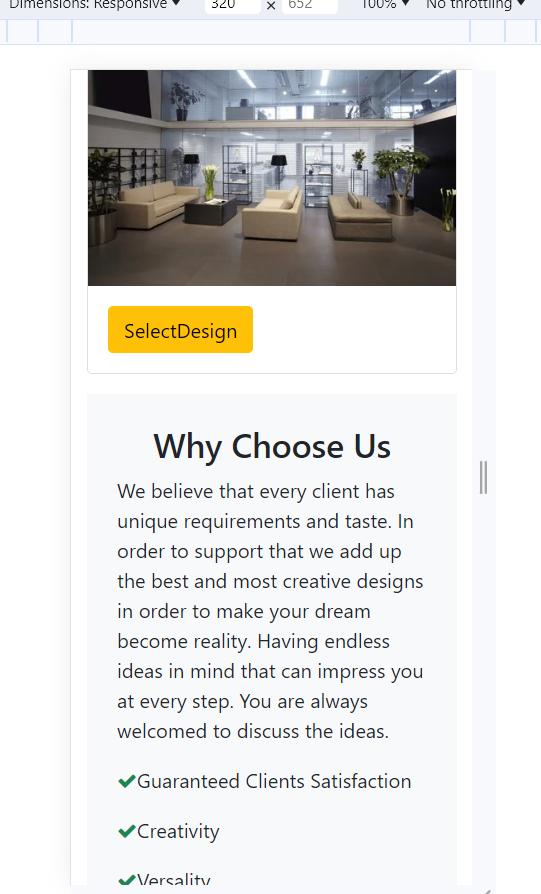 Dimensions: Responsive ▼ 320 × 652 100% ▼ No throttling ▼
SelectDesign
Why Choose Us
We believe that every client has
unique requirements and taste. In
order to support that we add up
the best and most creative designs
in order to make your dream
become reality. Having endless
ideas in mind that can impress you
at every step. You are always
welcomed to discuss the ideas.
✔Guaranteed Clients Satisfaction
✔Creativity
✔Versality